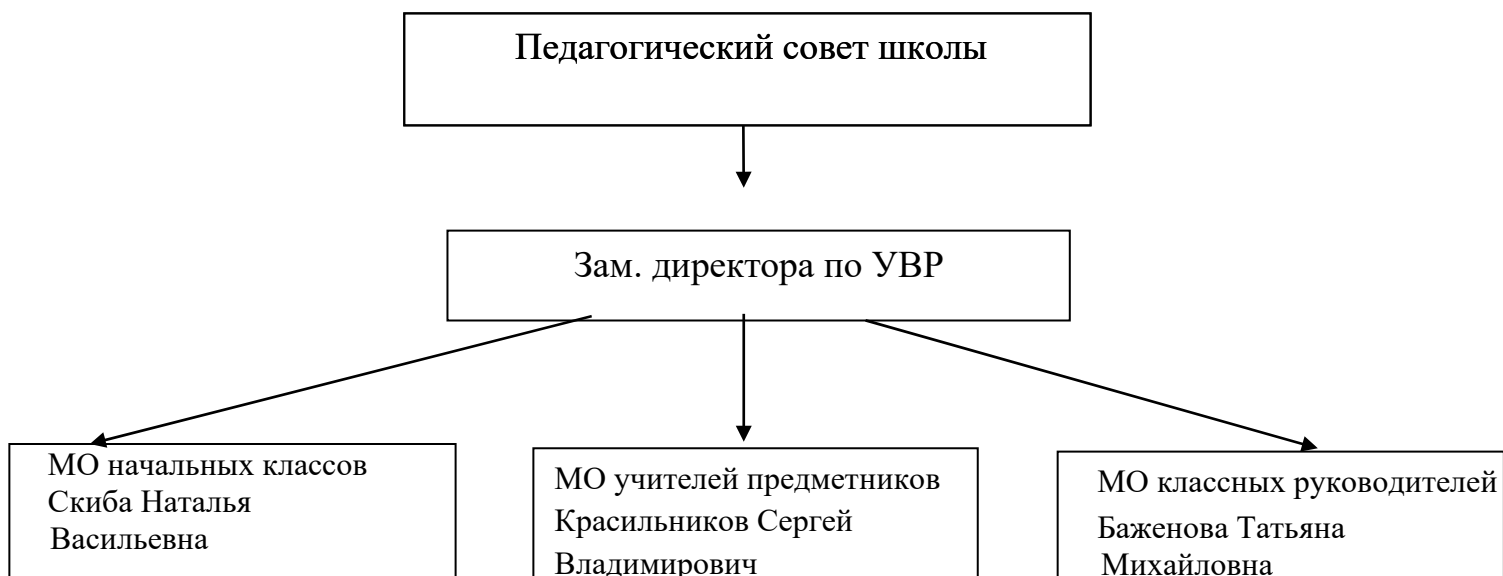 Педагогический совет школы
Зам. директора по УВР
МО начальных классов
Скиба Наталья
Васильевна
МО учителей предметников
Красильников Сергей
Владимирович
МО классных руководителей
Баженова Татьяна
Михайловна